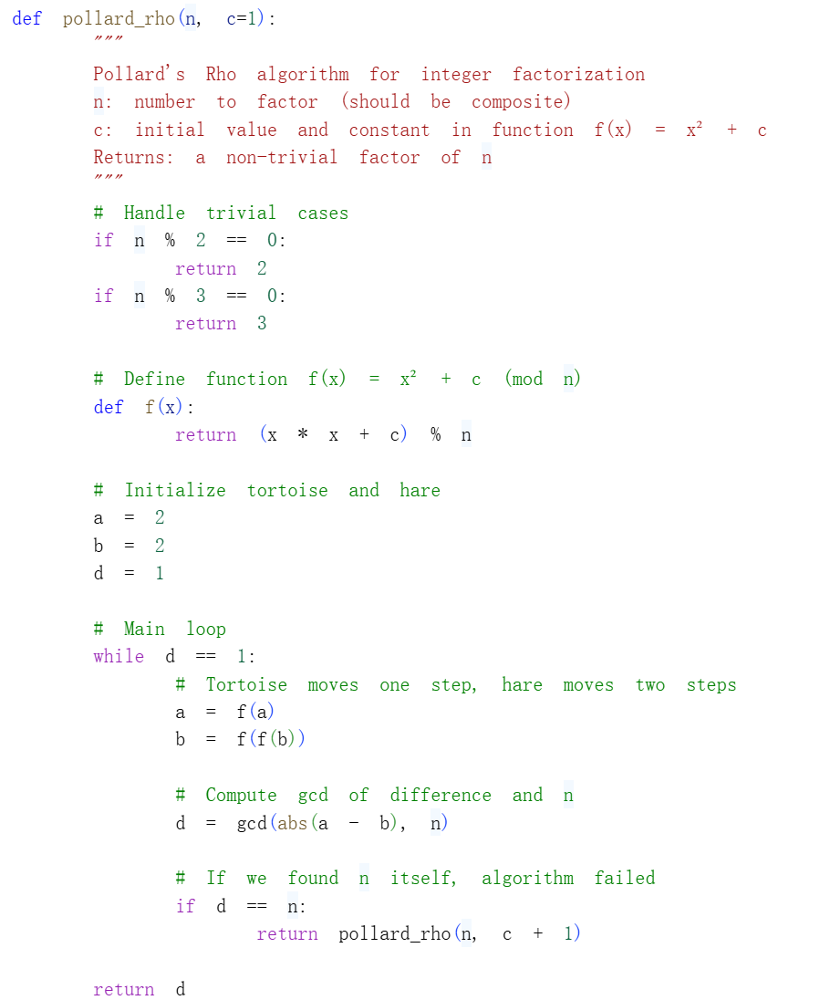 def pollard_rho(n, c=1):
"""
Pollard's Rho algorithm for integer factorization
n: number to factor (should be composite)
c: initial value and constant in function f(x) = x² + c
Returns: a non-trivial factor of n
"""
# Handle trivial cases
if n % 2 == 0:
return 2
if n % 3 == 0:
return 3
# Define function f(x) = x² + c (mod n)
def f(x):
return (x * x + c) % n
# Initialize tortoise and hare
a = 2
b = 2
d = 1
# Main loop
while d == 1:
# Tortoise moves one step, hare moves two steps
a = f(a)
b = f(f(b))
# Compute gcd of difference and n
d = gcd(abs(a - b), n)
# If we found n itself, algorithm failed
if d == n:
return pollard_rho(n, c + 1)
return d